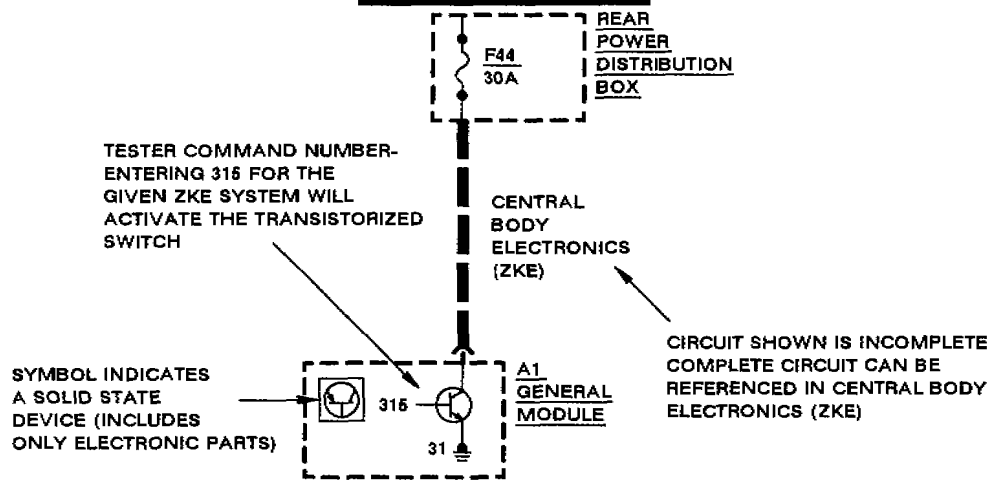 REAR
POWER
DISTRIBUTION
BOX
F44
30A
TESTER COMMAND NUMBER-
ENTERING 315 FOR THE
GIVEN ZKE SYSTEM WILL
ACTIVATE THE TRANSISTORIZED
SWITCH
CENTRAL
BODY
ELECTRONICS
(ZKE)
CIRCUIT SHOWN IS INCOMPLETE
COMPLETE CIRCUIT CAN BE
REFERENCED IN CENTRAL BODY
ELECTRONICS (ZKE)
SYMBOL INDICATES
A SOLID STATE
DEVICE (INCLUDES
ONLY ELECTRONIC PARTS)
315
31
A1
GENERAL
MODULE